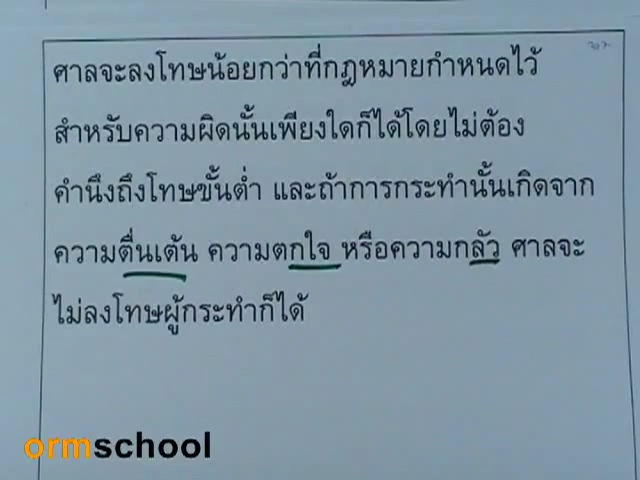 ศาลจะลงโทษน้อยกว่าที่กฎหมายกำหนดไว้
สำหรับความผิดนั้นเพียงใดก็ได้โดยไม่ต้อง
คำนึงถึงโทษขั้นต่ำ และถ้าการกระทำนั้นเกิดจาก
ความตื่นเต้น ความตกใจ หรือความกลัว ศาลจะ
ไม่ลงโทษผู้กระทำก็ได้
ormschool